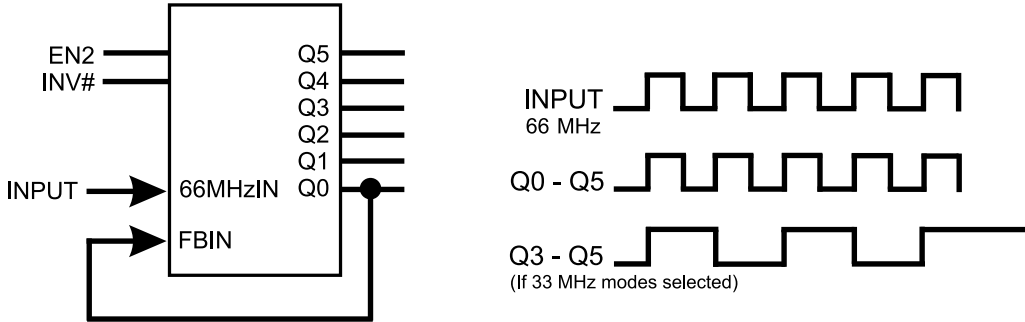 EN2
INV#
INPUT
Q5
Q4
Q3
Q2
Q1
Q0
66MHzIN
FBIN
INPUT
66 MHz
Q0 - Q5
Q3 - Q5
(If 33 MHz modes selected)